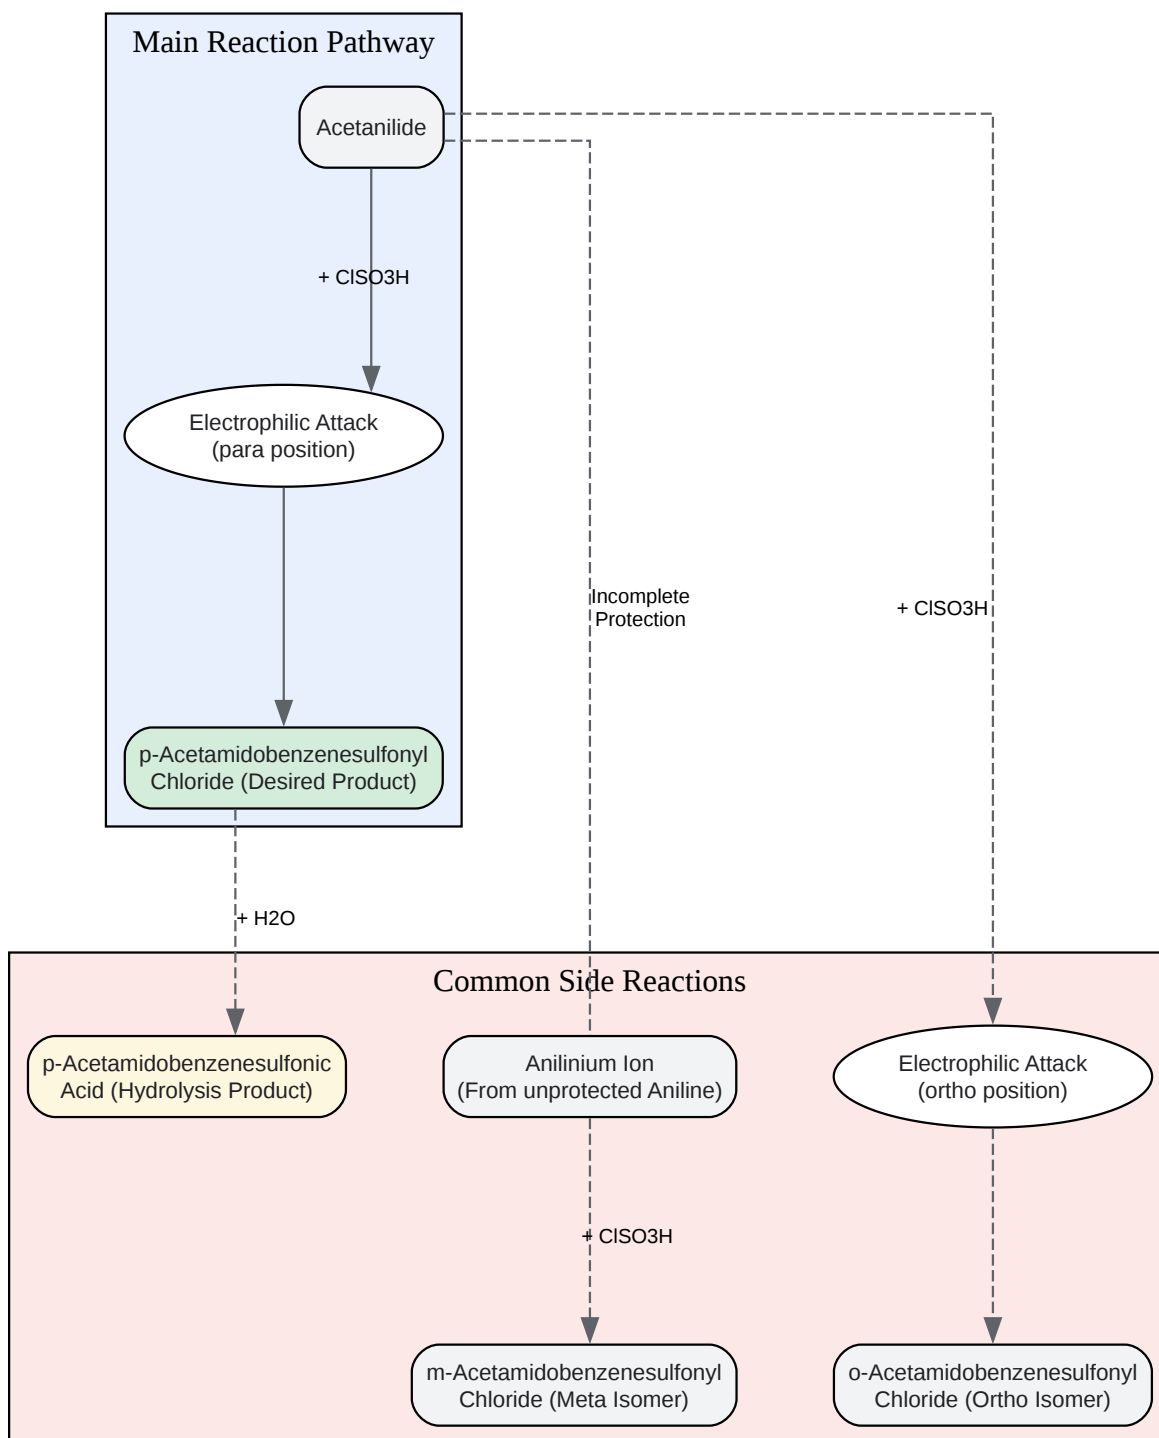 Main Reaction Pathway
Acetanilide
+ ClSO3H
Electrophilic Attack
(para position)
Incomplete
Protection
+ ClSO3H
p-Acetamidobenzenesulfonyl
Chloride (Desired Product)
+ H2O
Common Side Reactions
p-Acetamidobenzenesulfonic
Acid (Hydrolysis Product)
Anilinium Ion
(From unprotected Aniline)
Electrophilic Attack
(ortho position)
+ ClSO3H
m-Acetamidobenzenesulfonyl
Chloride (Meta Isomer)
o-Acetamidobenzenesulfonyl
Chloride (Ortho Isomer)